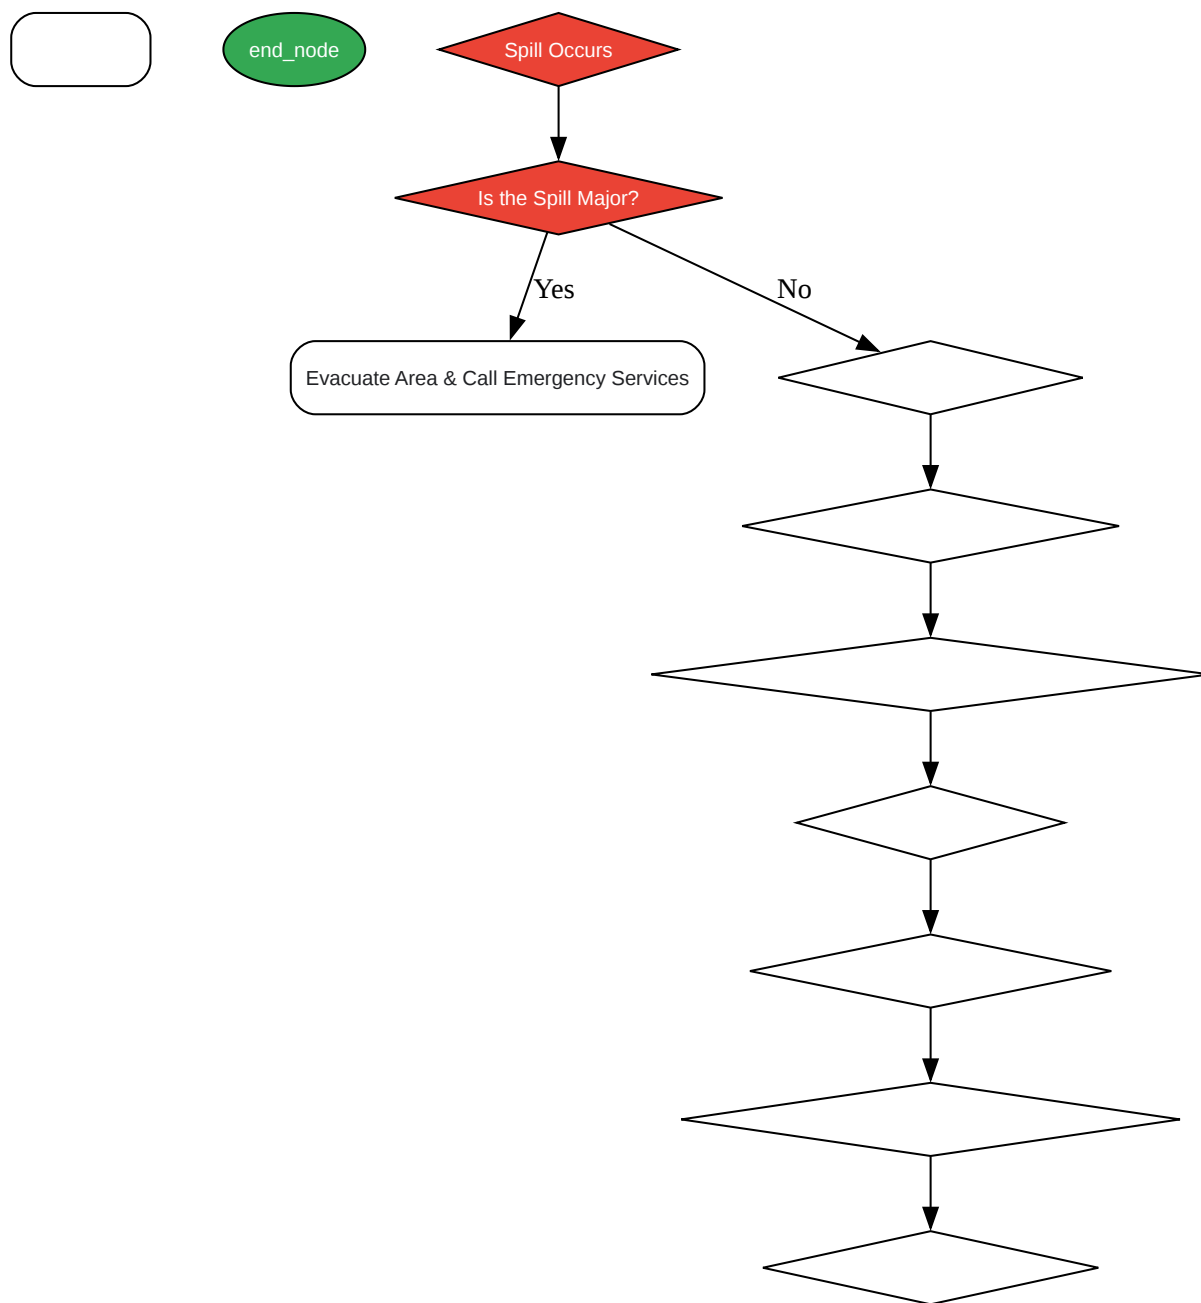 end_node
Spill Occurs
Is the Spill Major?
Yes
No
Evacuate Area & Call Emergency Services